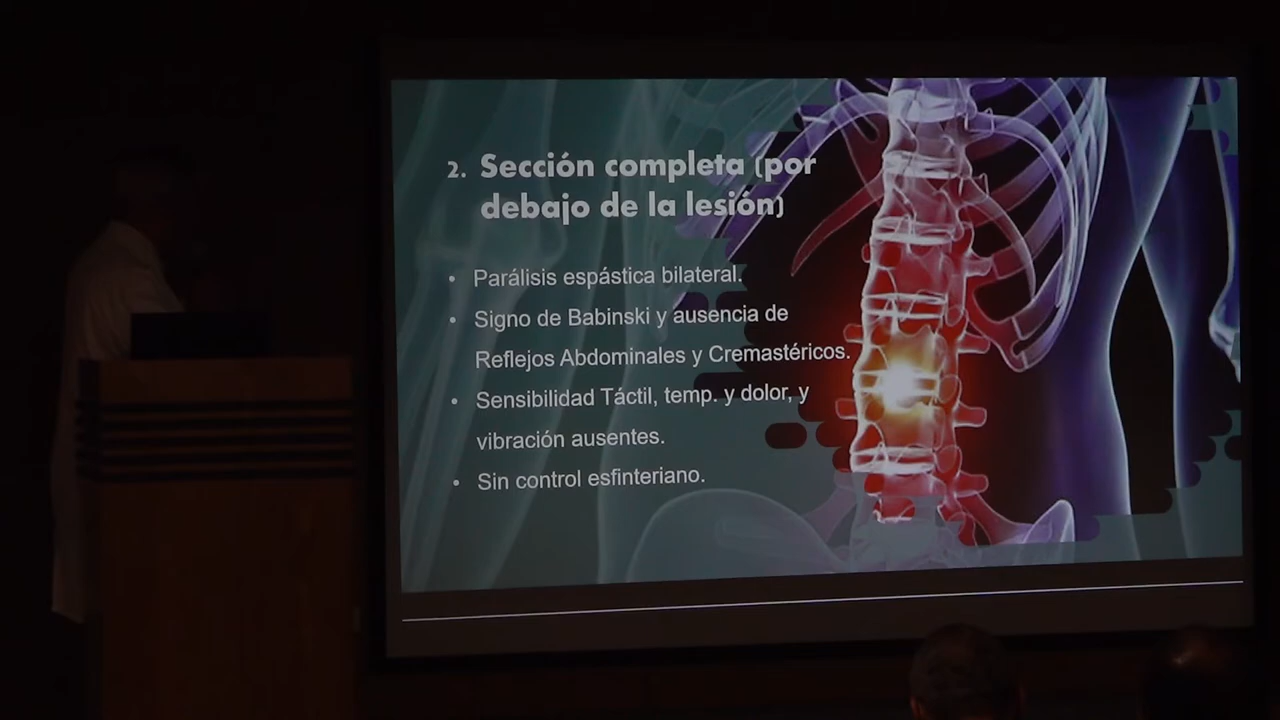 2. Sección completa (por
debajo de la lesión)
• Parálisis espástica bilateral.
• Signo de Babinski y ausencia de
Reflejos Abdominales y Cremastéricos.
• Sensibilidad Táctil, temp. y dolor, y
vibración ausentes.
• Sin control esfinteriano.